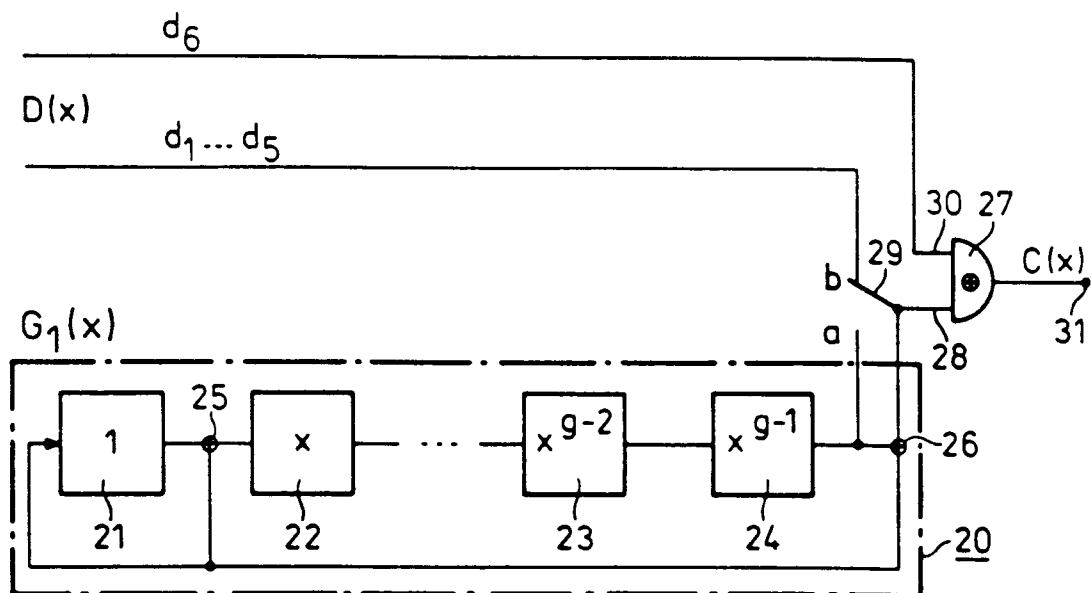 d6
D(x)
d1 ... d5
30 27
29 C(x)
b
31
G1(x) a 28
25
1 x ... x g-2 x g-1
26
21 22 23 24
20